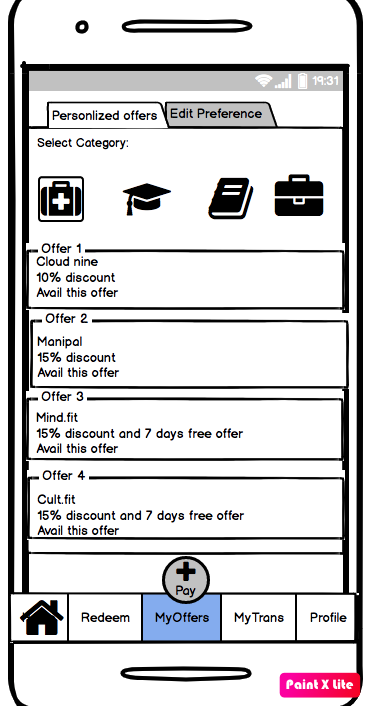 19:31
Personlized offers
Edit Preference
Select Category:
Offer 1
Cloud nine
10% discount
Avail this offer
Offer 2
Manipal
15% discount
Avail this offer
Offer 3
Mind.fit
15% discount and 7 days free offer
Avail this offer
Offer 4
Cult.fit
15% discount and 7 days free offer
Avail this offer
Pay
Redeem
MyOffers
MyTrans
Profile
Paint X Lite